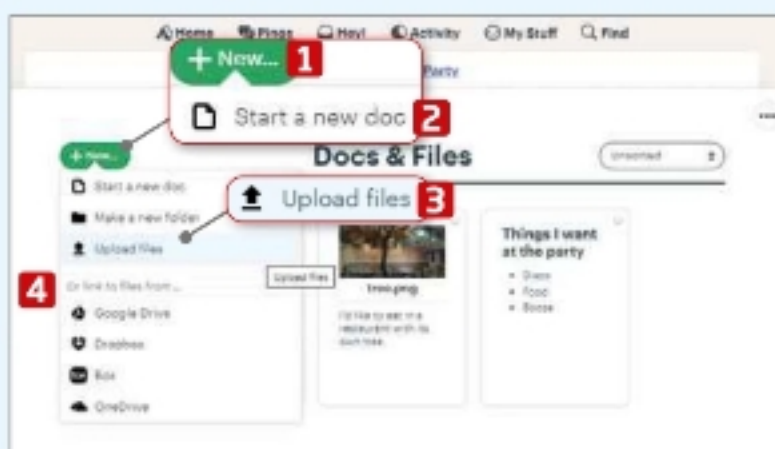 Home Pings Hey! Activity My Stuff Find
+ New... 1
Party
Start a new doc 2
+ New...
Docs & Files
Unsorted
Start a new doc
Upload files 3
Make a new folder
Upload files
Things I want
at the party
Disco
Food
Booze
4
Or link to files from ...
Upload files
tree.png
Google Drive
I'd like to eat in a
restaurant with its
own tree.
Dropbox
Box
OneDrive